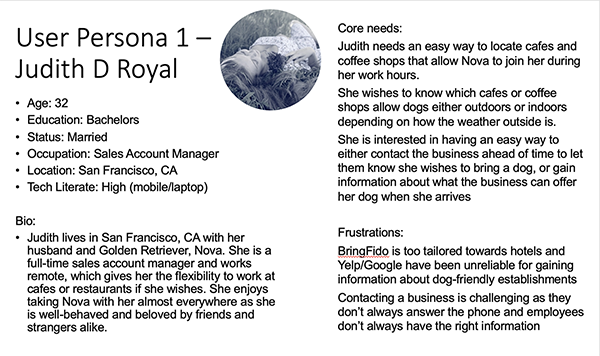 User Persona 1 –
Judith D Royal
• Age: 32
• Education: Bachelors
• Status: Married
• Occupation: Sales Account Manager
• Location: San Francisco, CA
• Tech Literate: High (mobile/laptop)
Bio:
• Judith lives in San Francisco, CA with her
husband and Golden Retriever, Nova. She is a
full-time sales account manager and works
remote, which gives her the flexibility to work at
cafes or restaurants if she wishes. She enjoys
taking Nova with her almost everywhere as she
is well-behaved and beloved by friends and
strangers alike.
Core needs:
Judith needs an easy way to locate cafes and
coffee shops that allow Nova to join her during
her work hours.
She wishes to know which cafes or coffee
shops allow dogs either outdoors or indoors
depending on how the weather outside is.
She is interested in having an easy way to
either contact the business ahead of time to let
them know she wishes to bring a dog, or gain
information about what the business can offer
her dog when she arrives
Frustrations:
BringFido is too tailored towards hotels and
Yelp/Google have been unreliable for gaining
information about dog-friendly establishments
Contacting a business is challenging as they
don’t always answer the phone and employees
don’t always have the right information